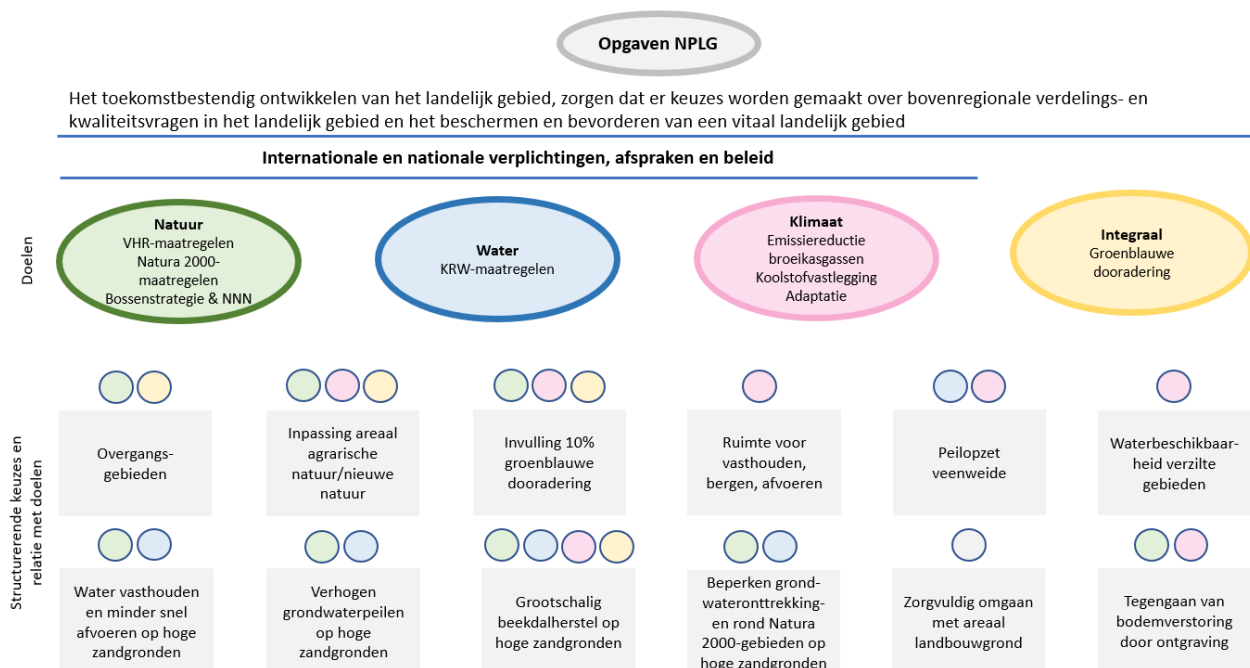 Opgaven NPLG
Het toekomstbestendig ontwikkelen van het landelijk gebied, zorgen dat er keuzes worden gemaakt over bovenregionale verdelings- en
kwaliteitsvragen in het landelijk gebied en het beschermen en bevorderen van een vitaal landelijk gebied
Internationale en nationale verplichtingen, afspraken en beleid
Doelen
Natuur
VHR-maatregelen
Natura 2000-
maatregelen
Bossenstrategie & NNN
Water
KRW-maatregelen
Klimaat
Emissiereductie
broeikasgassen
Koolstofvastlegging
Adaptatie
Integraal
Groenblauwe
dooradering
Structurerende keuzes en
relatie met doelen
Overgangs-
gebieden
Inpassing areaal
agrarische
natuur/nieuwe
natuur
Invulling 10%
groenblauwe
dooradering
Ruimte voor
vasthouden,
bergen, afvoeren
Peilopzet
veenweide
Waterbeschikbaar-
heid verzilte
gebieden
Water vasthouden
en minder snel
afvoeren op hoge
zandgronden
Verhogen
grondwaterpeilen
op hoge
zandgronden
Grootschalig
beekdalherstel op
hoge zandgronden
Beperken grond-
wateronttrekking-
en rond Natura
2000-gebieden op
hoge zandgronden
Zorgvuldig omgaan
met areaal
landbouwgrond
Tegengaan van
bodemverstoring
door ontgraving